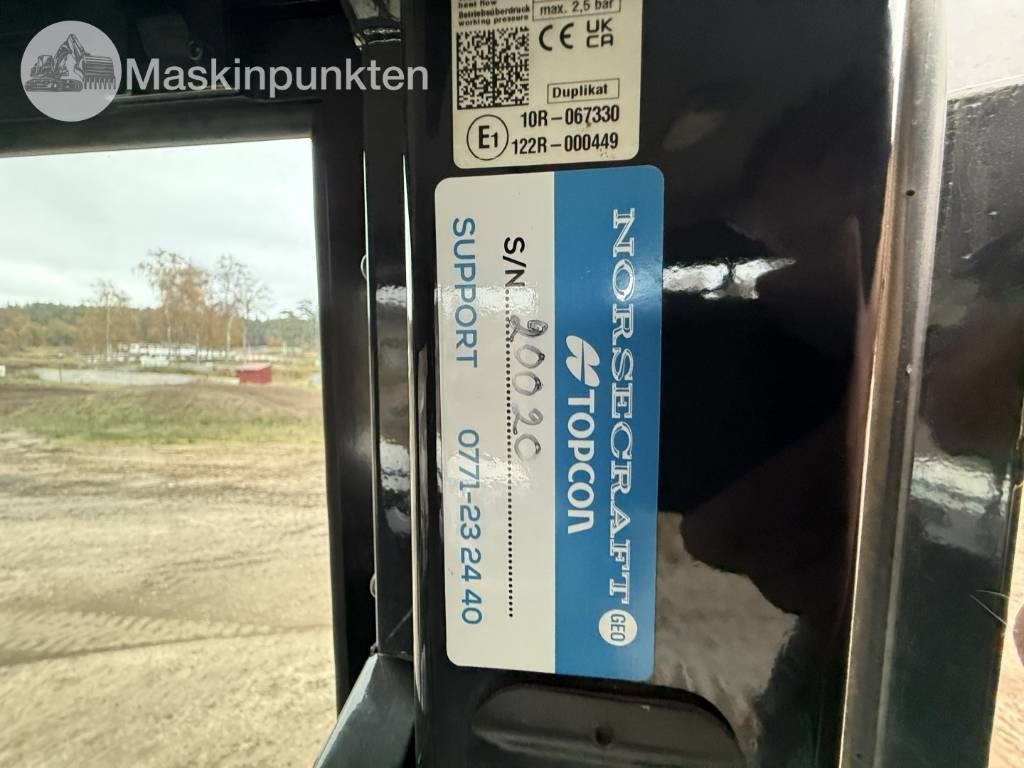 Maskinpunkten
heat flow
Betriebsüberdruck
working pressure
max. 2,5 bar
CE UK CA
Duplikat
E1
10R-067330
122R-000449
NORSECRAFT GEO
TOPCON
S/N 20020
SUPPORT 0771-23 24 40